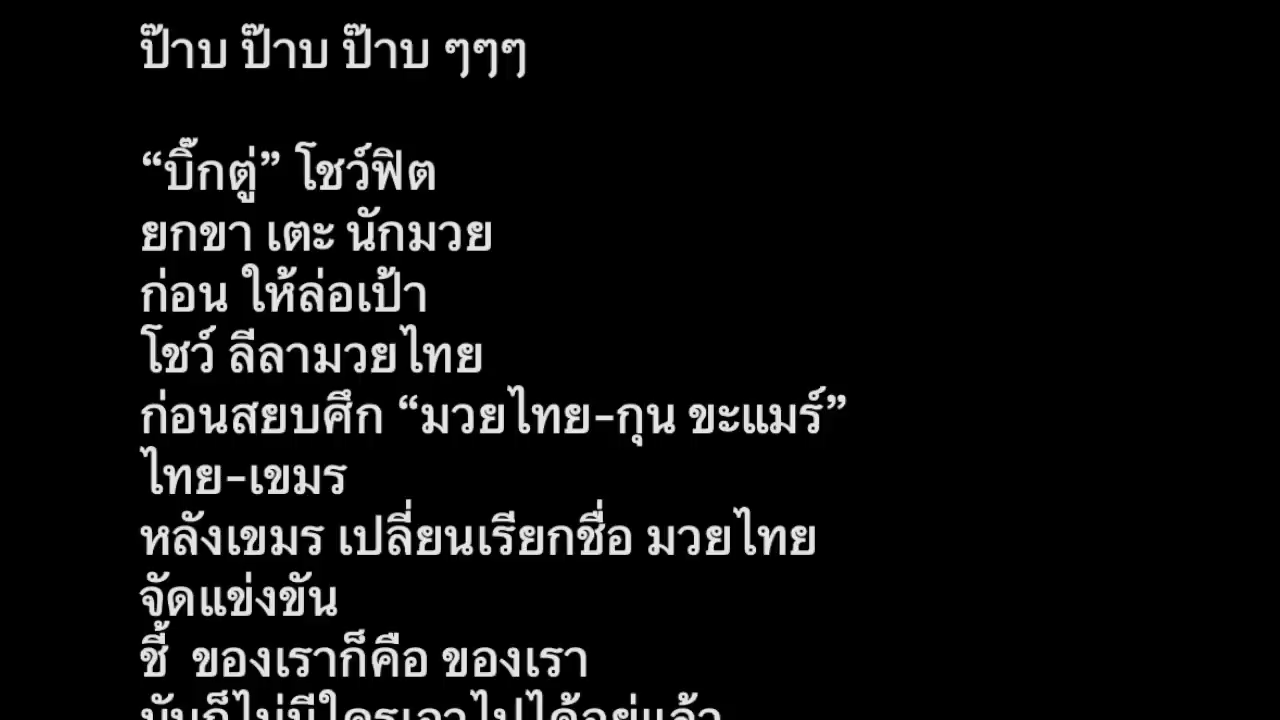 ป๊าบ ป๊าบ ป๊าบ ๆๆๆ
“บิ๊กตู่” โชว์ฟิต
ยกขา เตะ นักมวย
ก่อน ให้ล่อเป้า
โชว์ ลีลามวยไทย
ก่อนสยบศึก “มวยไทย-กุน ขะแมร์”
ไทย-เขมร
หลังเขมร เปลี่ยนเรียกชื่อ มวยไทย
จัดแข่งขัน
ชี้  ของเราก็คือ ของเรา
มันก็ไม่มีใครเอาไปได้อยู่แล้ว